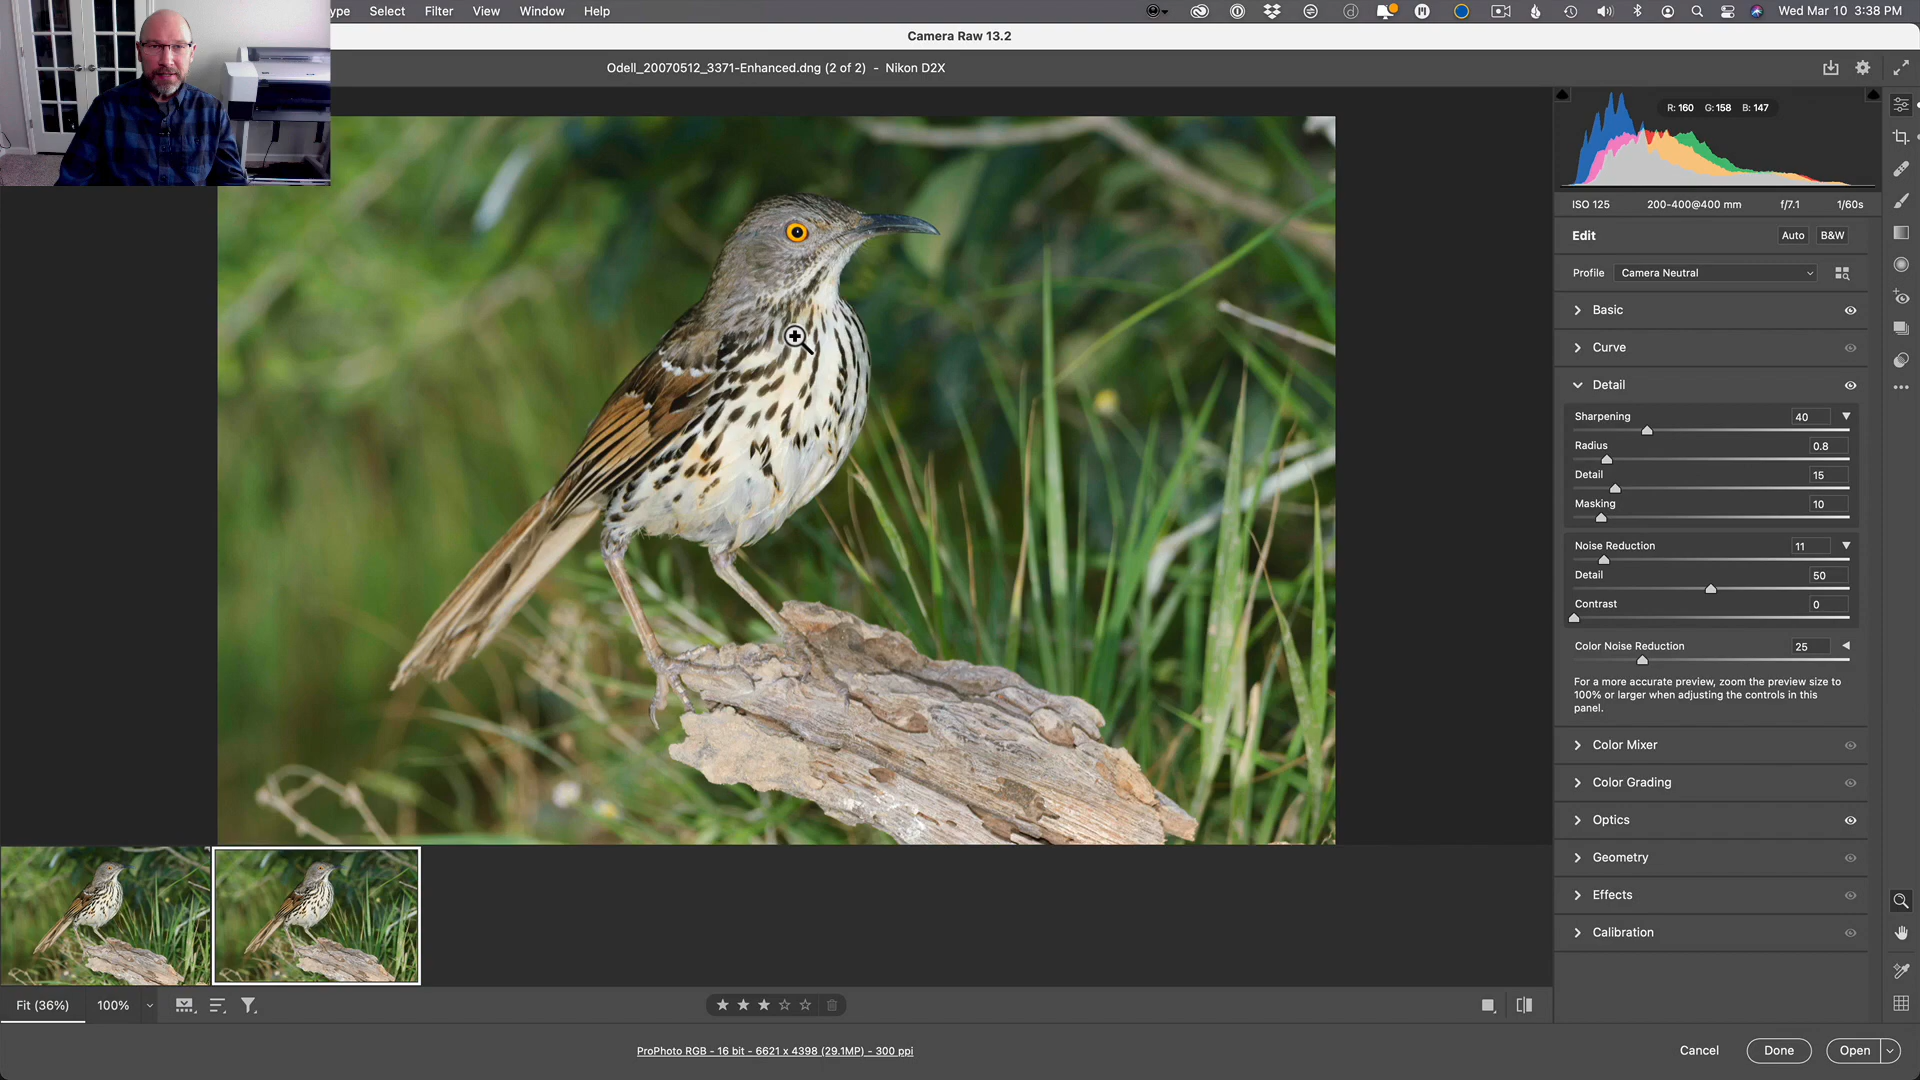 ype Select Filter View Window Help Wed Mar 10 3:38 PM
Camera Raw 13.2
Odell_20070512_3371-Enhanced.dng (2 of 2) - Nikon D2X
R: 160 G: 158 B: 147
ISO 125 200-400@400 mm f/7.1 1/60s
Edit Auto B&W
Profile Camera Neutral
Basic
Curve
Detail
Sharpening 40
Radius 0.8
Detail 15
Masking 10
Noise Reduction 11
Detail 50
Contrast 0
Color Noise Reduction 25
For a more accurate preview, zoom the preview size to
100% or larger when adjusting the controls in this
panel.
Color Mixer
Color Grading
Optics
Geometry
Effects
Calibration
Fit (36%) 100%
ProPhoto RGB - 16 bit - 6621 x 4398 (29.1MP) - 300 ppi
Cancel Done Open